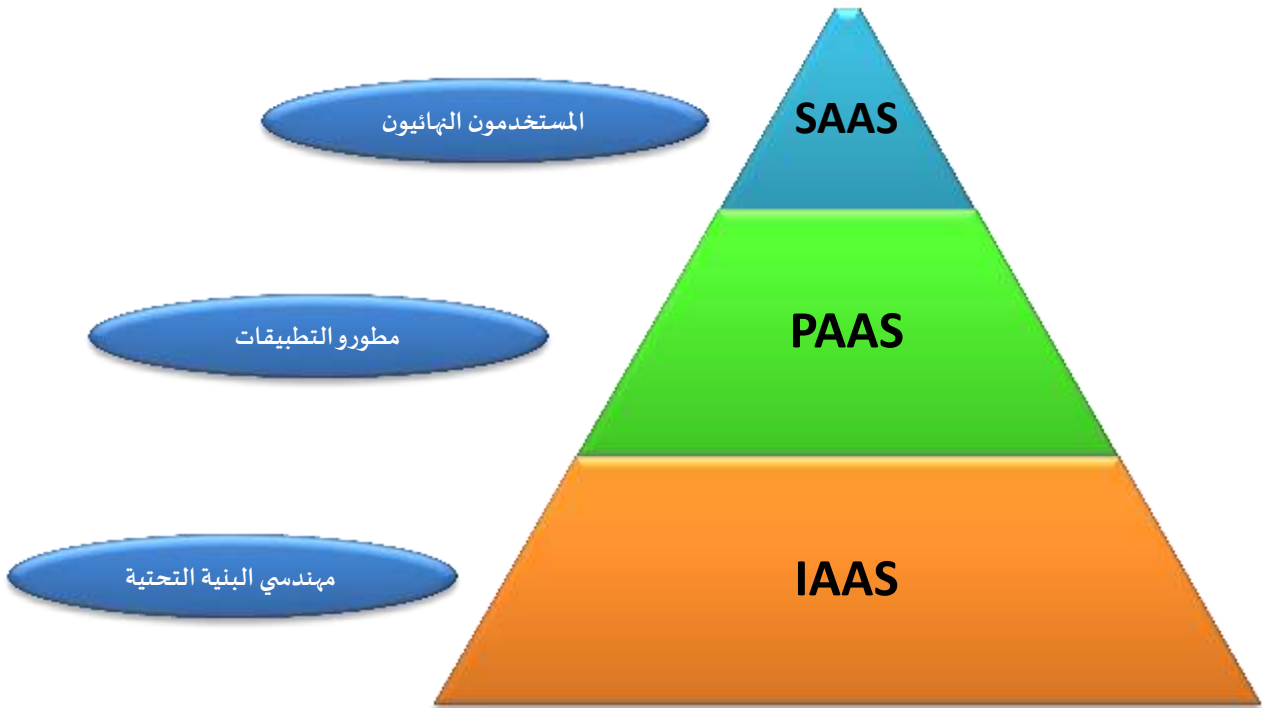 المستخدمون النهائيون
SAAS
مطورو التطبيقات
PAAS
مهندسي البنية التحتية
IAAS